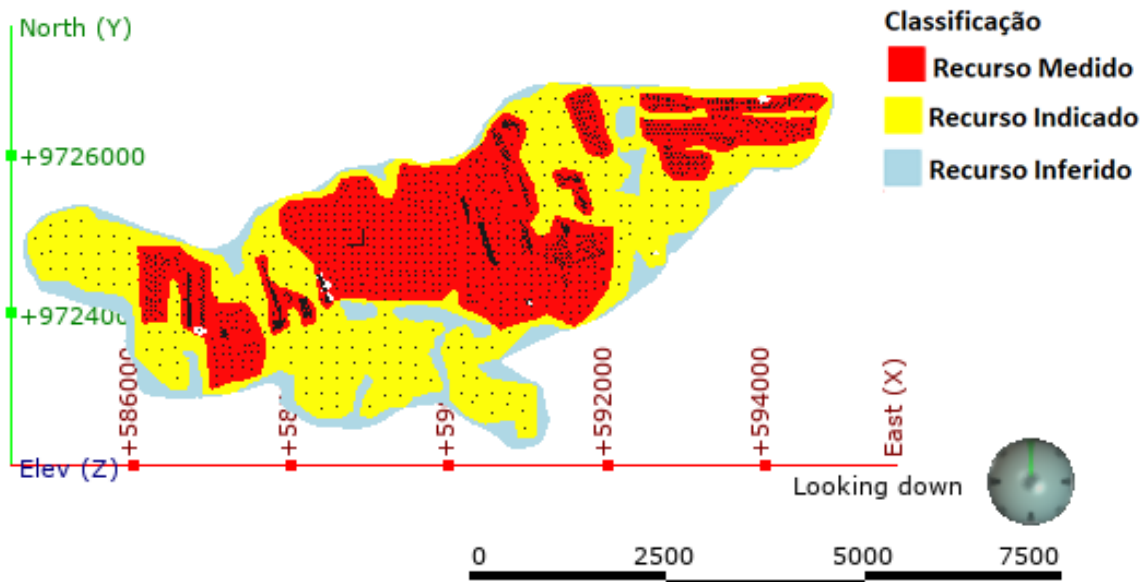 North (Y)
Classificação
Recurso Medido
Recurso Indicado
Recurso Inferido
+9726000
+972400
+586000
+592000
+594000
East (X)
Elev (Z)
Looking down
0 2500 5000 7500